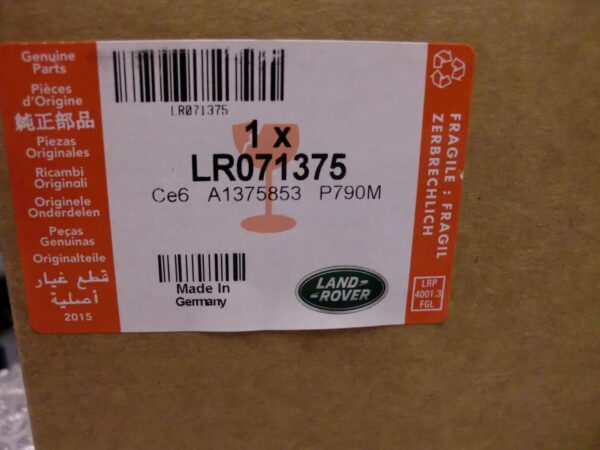 Genuine
Parts
Pièces
d'Origine
純正部品
Piezas
Originales
Ricambi
Originali
Originele
Onderdelen
Peças
Genuinas
Originalteile
قطع غيار
أصلية
2015
LR071375
1 x
LR071375
Ce6 A1375853 P790M
Made In
Germany
LAND
ROVER
FRAGILE : FRAGIL
ZERBRECHLICH
LRP
4001.3
FGL